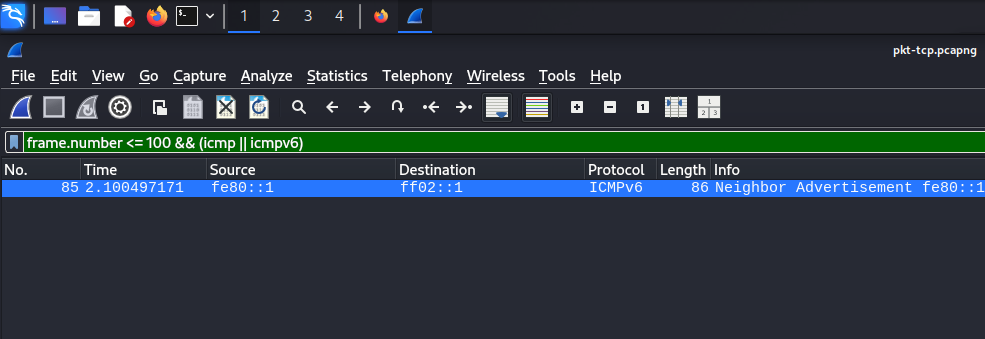 1 2 3 4
pkt-tcp.pcapng
File Edit View Go Capture Analyze Statistics Telephony Wireless Tools Help
frame.number <= 100 && (icmp || icmpv6)
No. Time Source Destination Protocol Length Info
85 2.100497171 fe80::1 ff02::1 ICMPv6 86 Neighbor Advertisement fe80::1